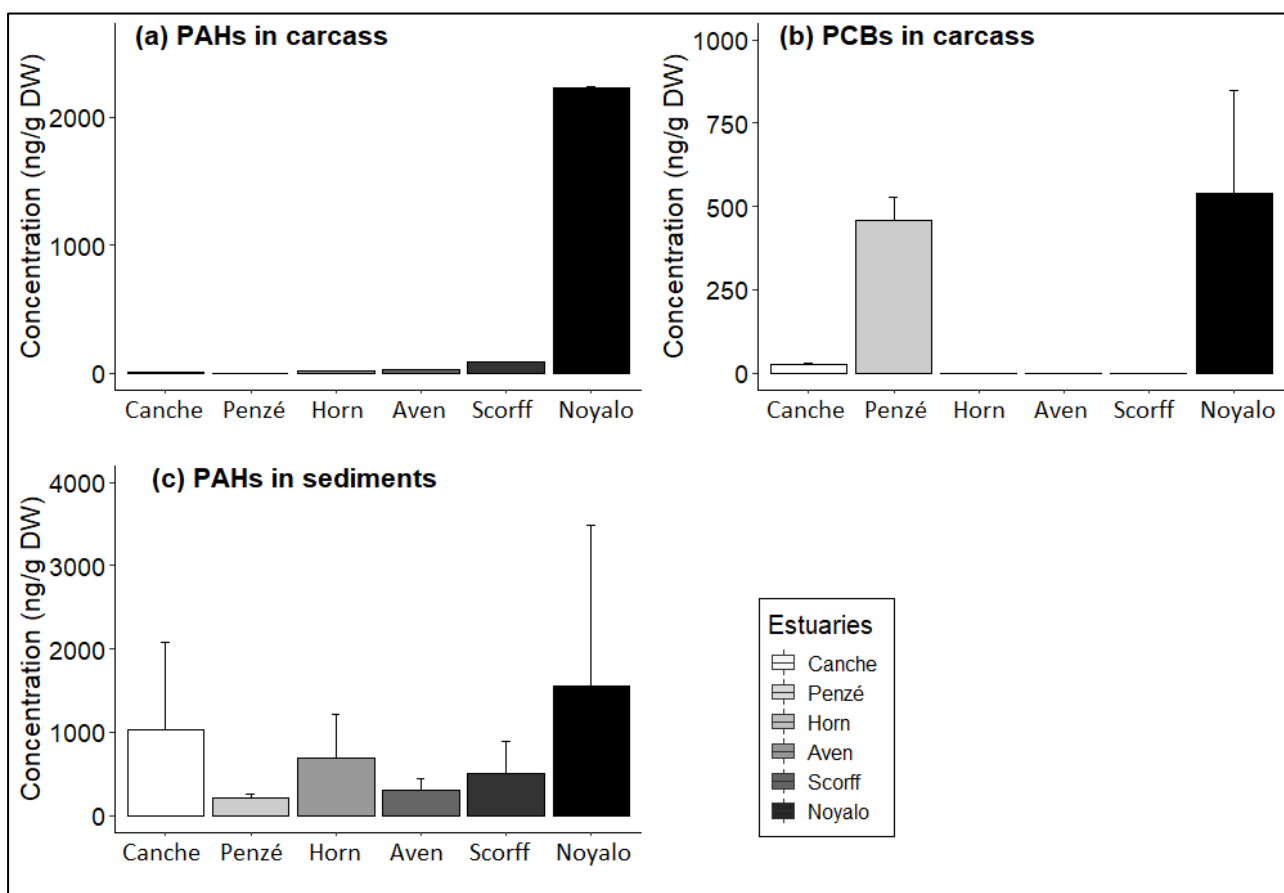 (a) PAHs in carcass
Concentration (ng/g DW)
2000
1000
0
Canche Penzé Horn Aven Scorff Noyalo
(b) PCBs in carcass
Concentration (ng/g DW)
1000
750
500
250
0
Canche Penzé Horn Aven Scorff Noyalo
(c) PAHs in sediments
Concentration (ng/g DW)
4000
3000
2000
1000
0
Canche Penzé Horn Aven Scorff Noyalo
Estuaries
Canche
Penzé
Horn
Aven
Scorff
Noyalo